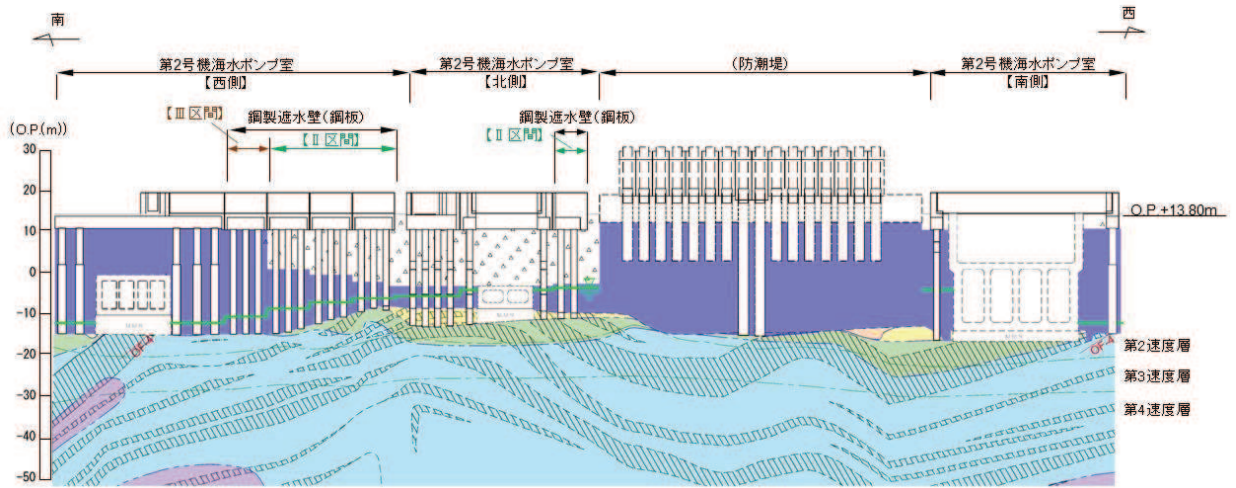 南
西
第2号機海水ポンプ室
【西側】
第2号機海水ポンプ室
【北側】
(防潮堤)
第2号機海水ポンプ室
【南側】
【Ⅲ区間】
鋼製遮水壁(鋼板)
【Ⅱ区間】
鋼製遮水壁(鋼板)
【Ⅱ区間】
(O.P.(m))
30
20
10
0
-10
-20
-30
-40
-50
O.P.+13.80m
OF-4
OF-4
第2速度層
第3速度層
第4速度層